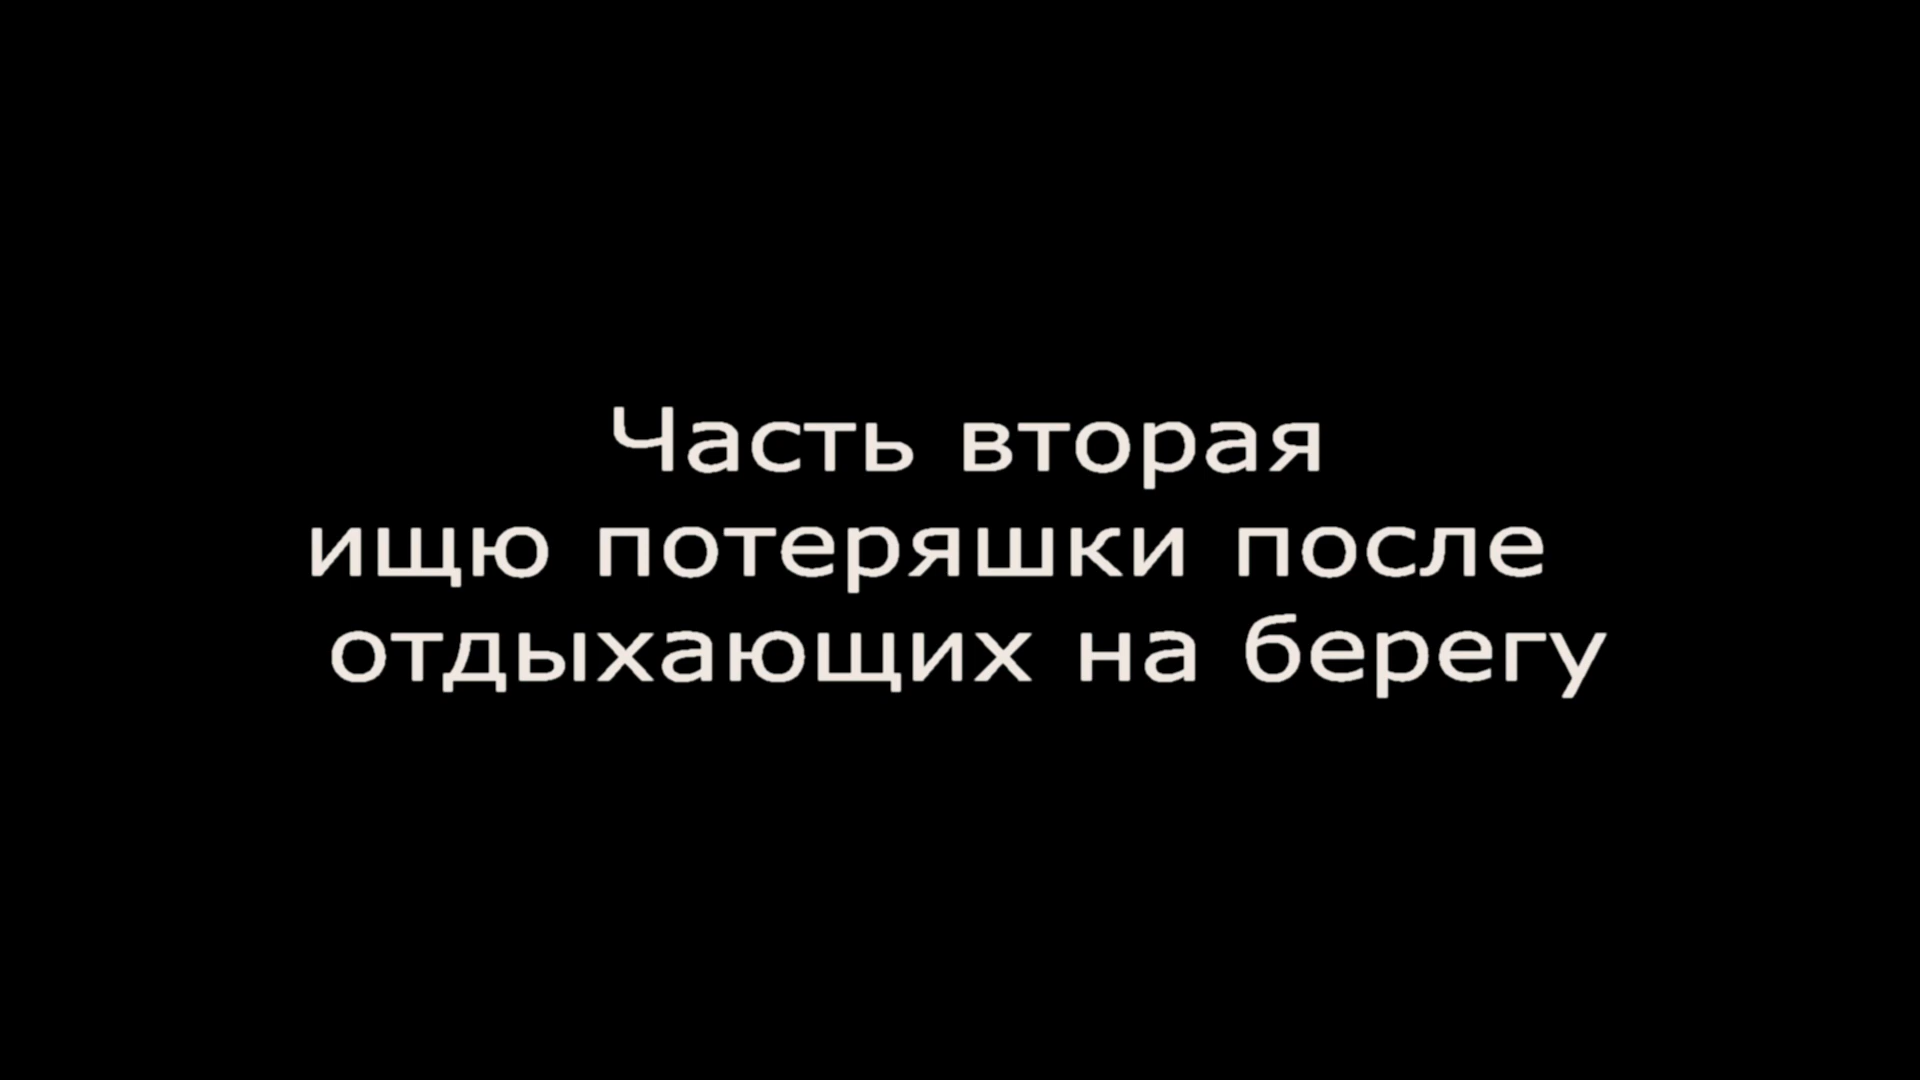 Часть вторая
ищю потеряшки после
отдыхающих на берегу